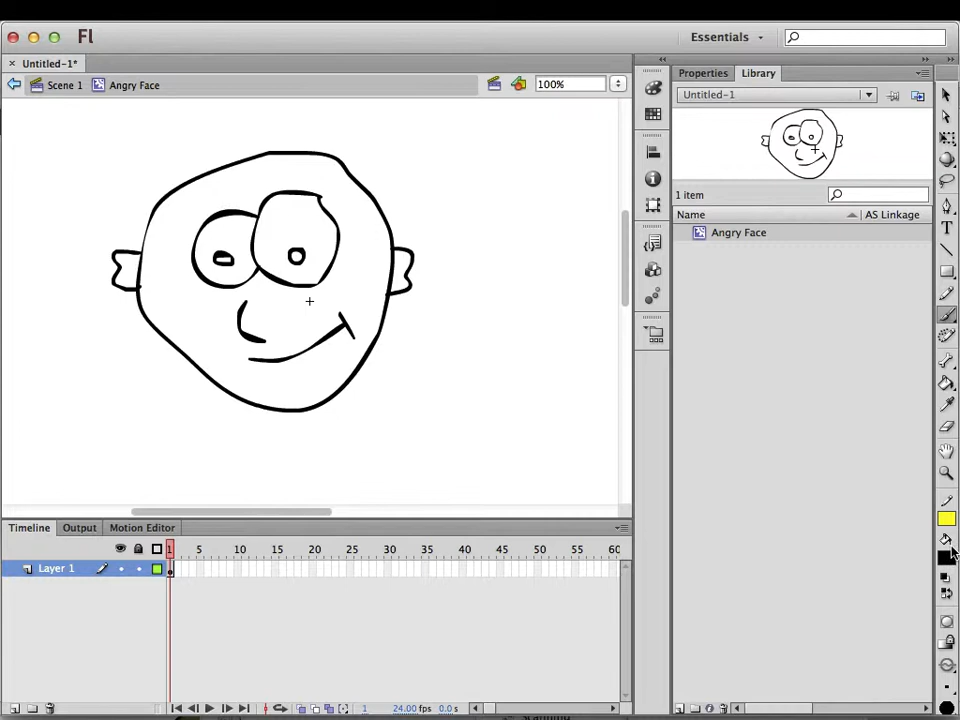 Fl
Essentials
Untitled-1*
Properties
Library
Scene 1
Angry Face
100%
Untitled-1
1 item
Name
AS Linkage
Angry Face
T
Timeline
Output
Motion Editor
1 5 10 15 20 25 30 35 40 45 50 55 60
Layer 1
1
24.00 fps
0.0 s